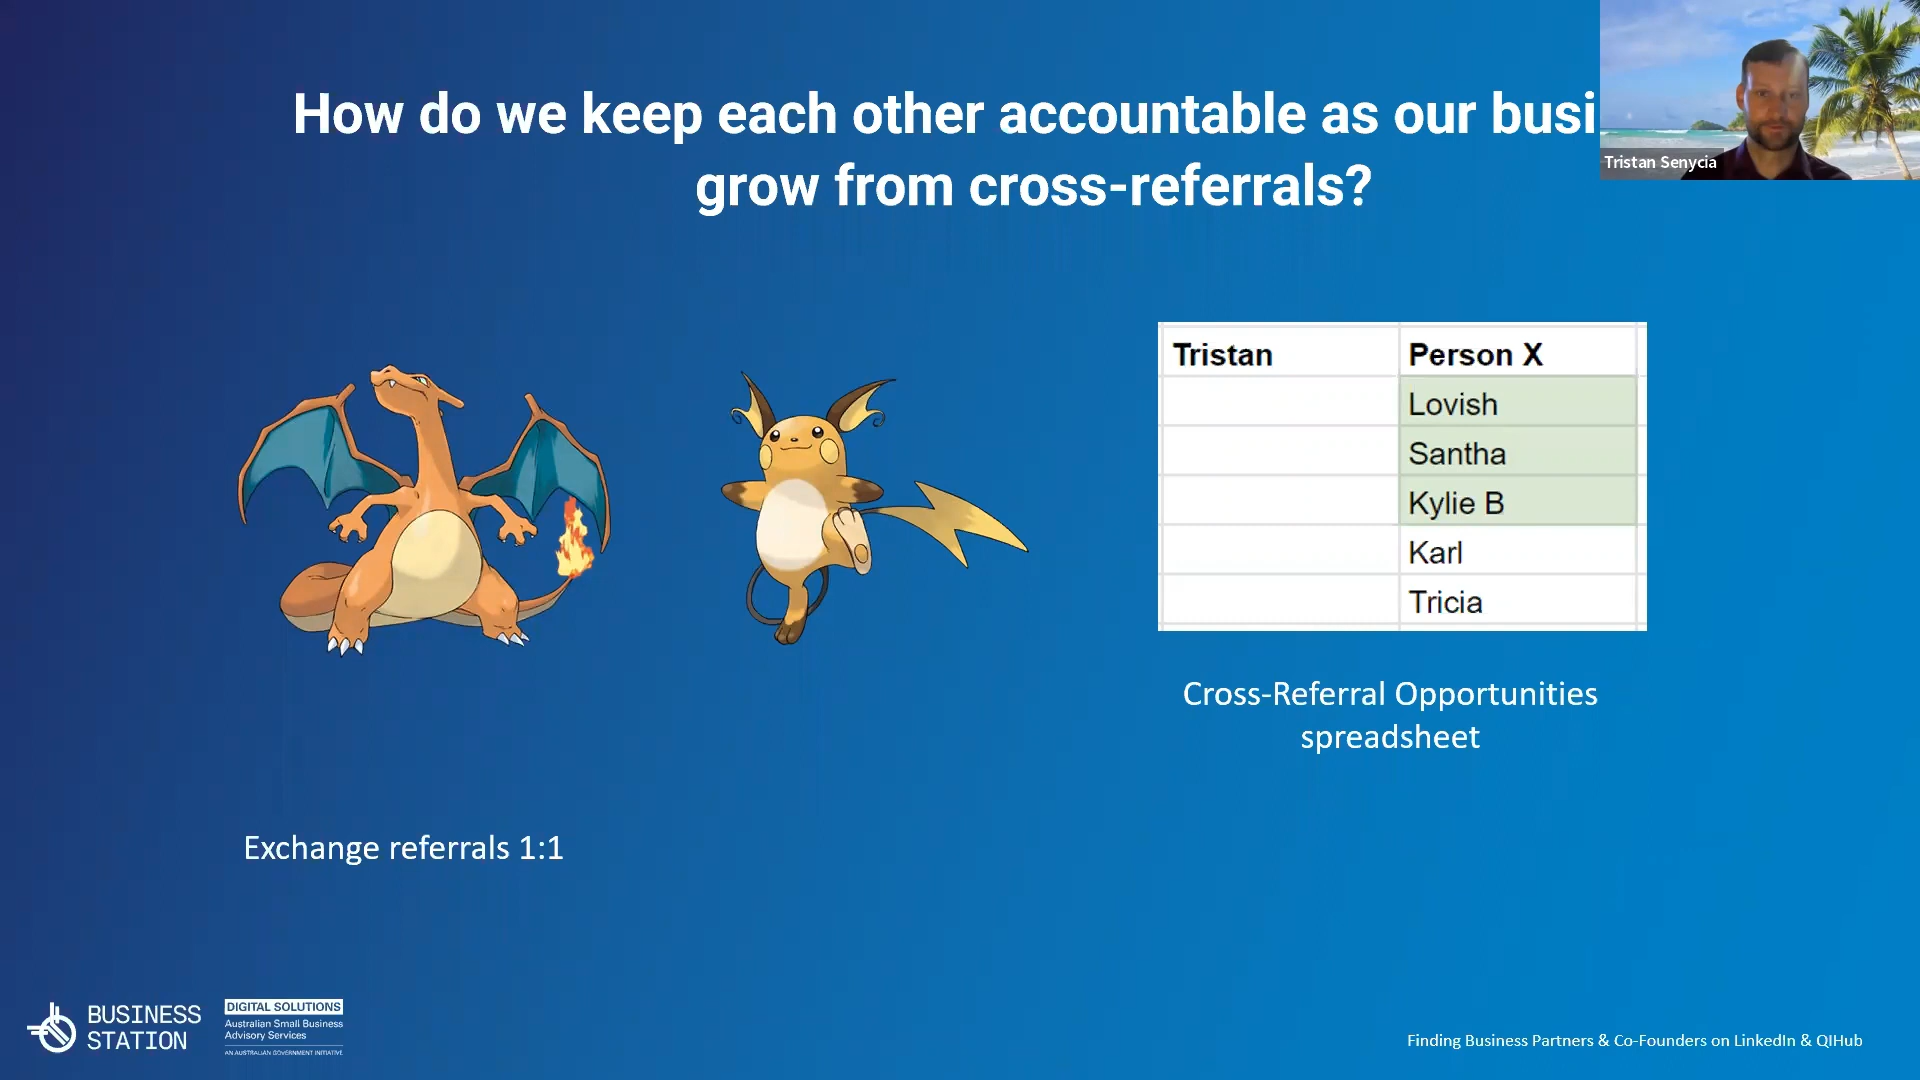 How do we keep each other accountable as our busi
grow from cross-referrals?
Tristan Senycia
Tristan Person X
Lovish
Santha
Kylie B
Karl
Tricia
Cross-Referral Opportunities
spreadsheet
Exchange referrals 1:1
BUSINESS
STATION
DIGITAL SOLUTIONS
Australian Small Business
Advisory Services
AN AUSTRALIAN GOVERNMENT INITIATIVE
Finding Business Partners & Co-Founders on LinkedIn & QIHub